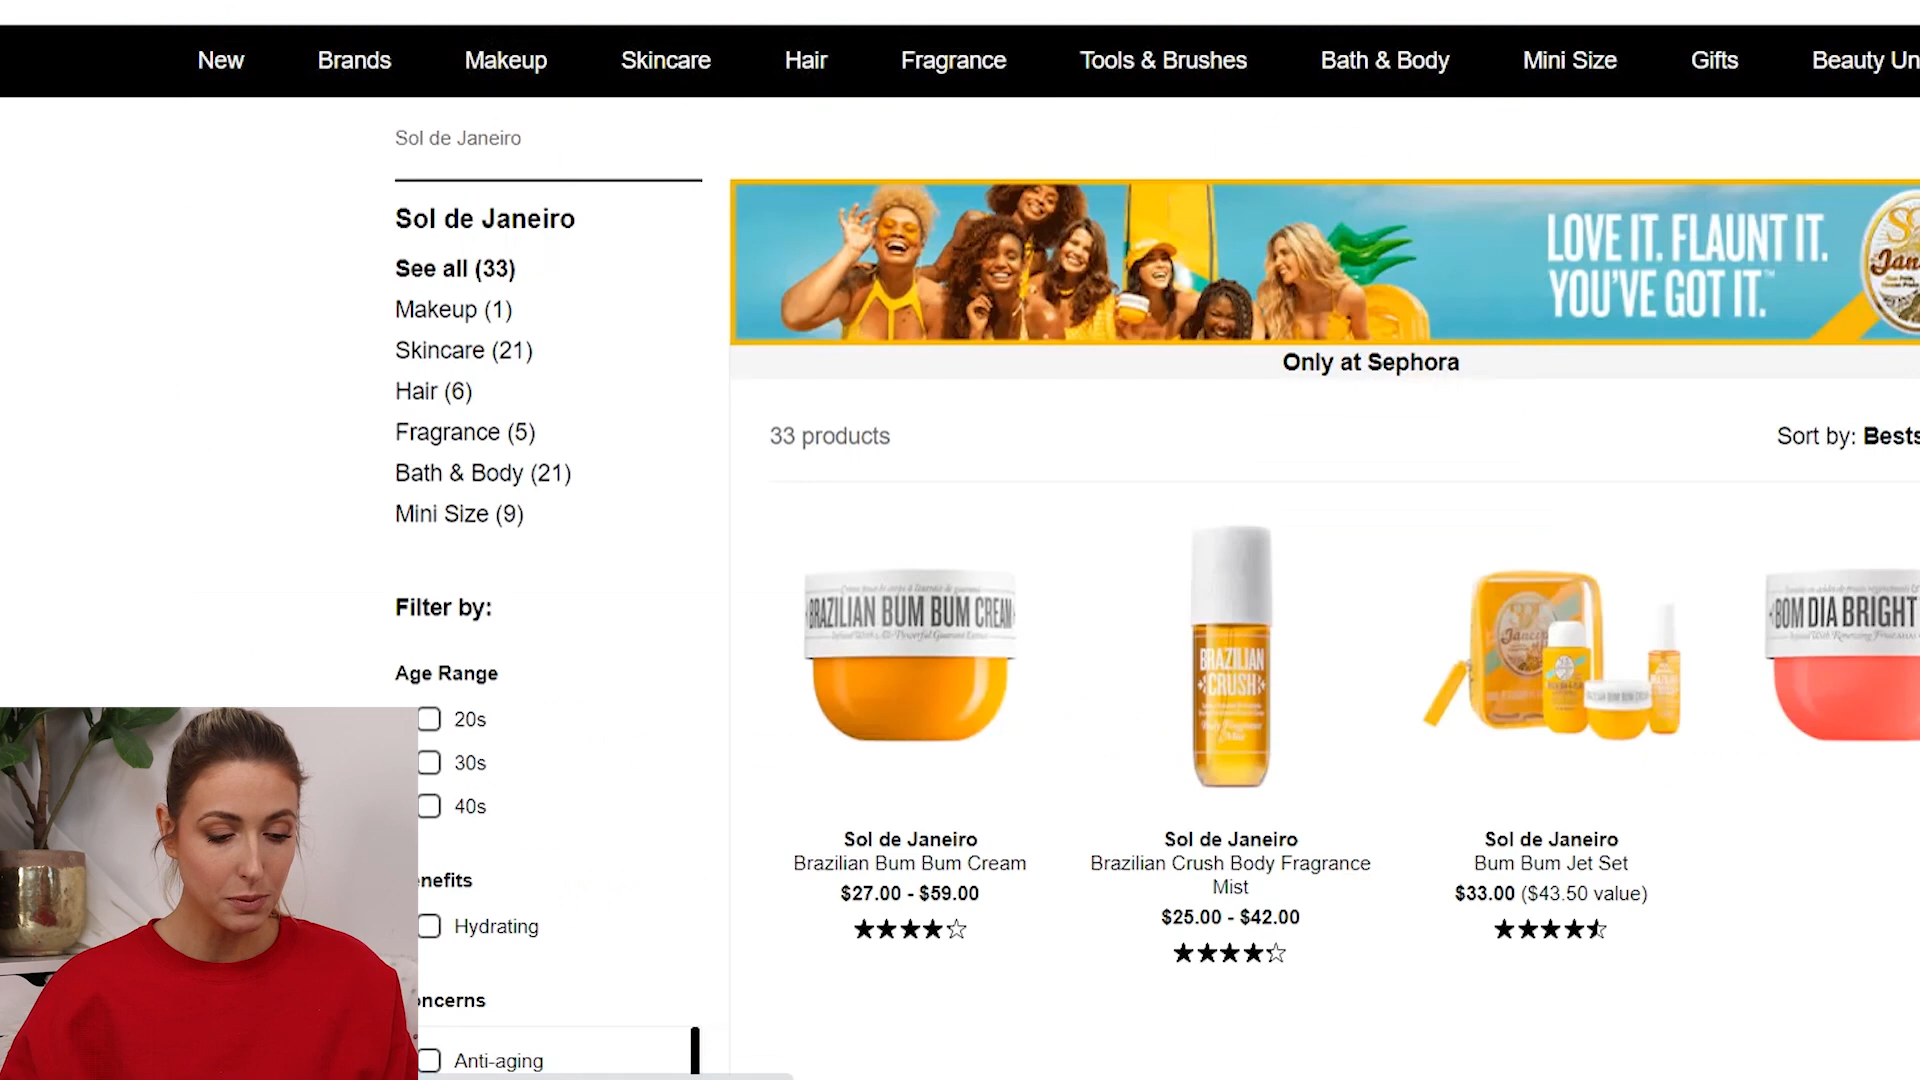 New Brands Makeup Skincare Hair Fragrance Tools & Brushes Bath & Body Mini Size Gifts Beauty Un
Sol de Janeiro
Sol de Janeiro
See all (33)
Makeup (1)
Skincare (21)
Hair (6)
Fragrance (5)
Bath & Body (21)
Mini Size (9)
Filter by:
Age Range
20s
30s
40s
enefits
Hydrating
oncerns
Anti-aging
LOVE IT. FLAUNT IT.
YOU'VE GOT IT.™
Only at Sephora
33 products
Sort by: Bests
BRAZILIAN BUM BUM CREAM
BRAZILIAN
CRUSH
BOM DIA BRIGHT
Sol de Janeiro
Brazilian Bum Bum Cream
$27.00 - $59.00
Sol de Janeiro
Brazilian Crush Body Fragrance
Mist
$25.00 - $42.00
Sol de Janeiro
Bum Bum Jet Set
$33.00 ($43.50 value)